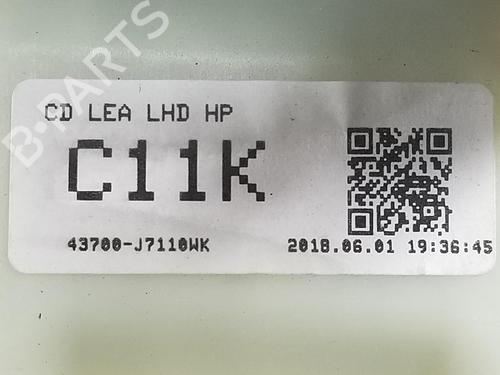 CD LEA LHD HP
C11K
43700-J7110WK
2018.06.01 19:36:45
B-PARTS